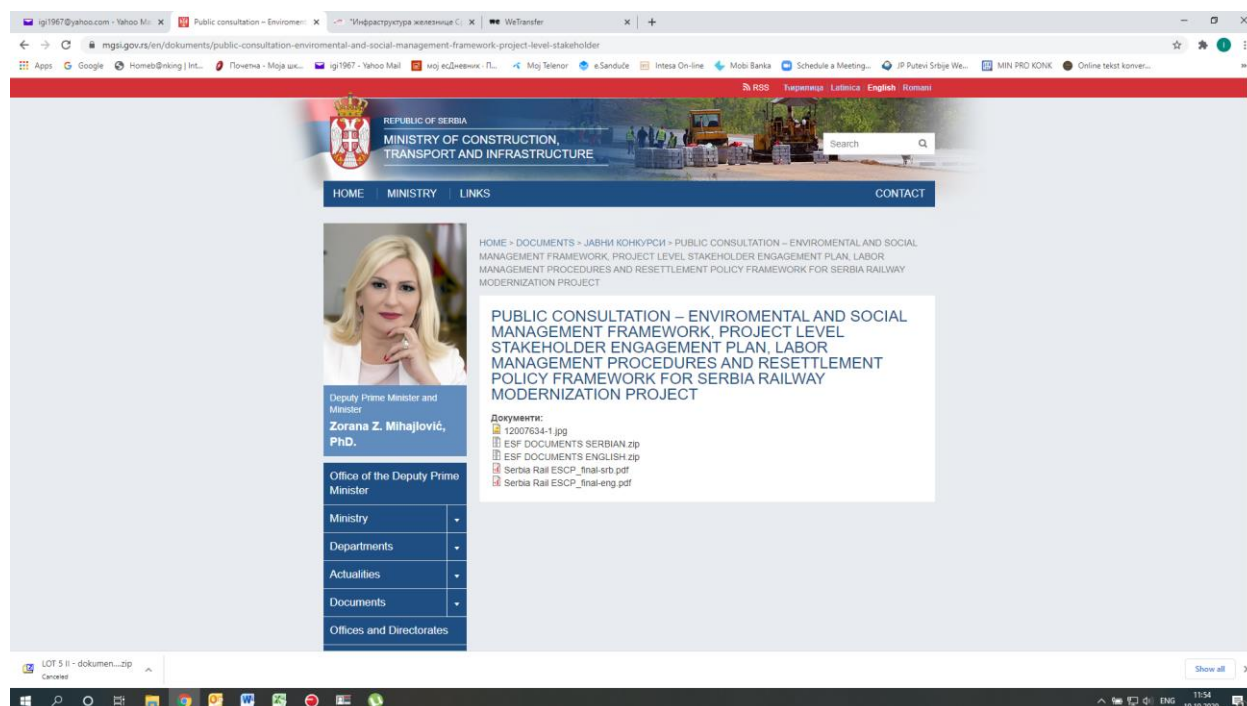 igi1967@yahoo.com - Yahoo Ma
Public consultation – Enviroment
"Инфраструктура железнице С
WeTransfer
mgsi.gov.rs/en/dokumenti/public-consultation-enviromental-and-social-management-framework-project-level-stakeholder
Apps
Google
Homeb@nking | Int...
Почетна - Моја шк...
igi1967 - Yahoo Mail
мој есДневник - П...
Moj Telenor
e.Sanduče
Intesa On-line
Mobi Banka
Schedule a Meeting...
JP Putevi Srbije We...
MIN PRO KONK
Online tekst konver...
RSS Ћирилица Latinica English Romani
REPUBLIC OF SERBIA
MINISTRY OF CONSTRUCTION,
TRANSPORT AND INFRASTRUCTURE
Search
HOME MINISTRY LINKS CONTACT
HOME » DOCUMENTS » ЈАВНИ КОНКУРСИ » PUBLIC CONSULTATION – ENVIROMENTAL AND SOCIAL
MANAGEMENT FRAMEWORK, PROJECT LEVEL STAKEHOLDER ENGAGEMENT PLAN, LABOR
MANAGEMENT PROCEDURES AND RESETTLEMENT POLICY FRAMEWORK FOR SERBIA RAILWAY
MODERNIZATION PROJECT
PUBLIC CONSULTATION – ENVIROMENTAL AND SOCIAL
MANAGEMENT FRAMEWORK, PROJECT LEVEL
STAKEHOLDER ENGAGEMENT PLAN, LABOR
MANAGEMENT PROCEDURES AND RESETTLEMENT
POLICY FRAMEWORK FOR SERBIA RAILWAY
MODERNIZATION PROJECT
Документи:
12007634-1.jpg
ESF DOCUMENTS SERBIAN.zip
ESF DOCUMENTS ENGLISH.zip
Serbia Rail ESCP_final-srb.pdf
Serbia Rail ESCP_final-eng.pdf
Deputy Prime Minister and
Minister
Zorana Z. Mihajlović,
PhD.
Office of the Deputy Prime
Minister
Ministry
Departments
Actualities
Documents
Offices and Directorates
LOT 5 II - dokumen....zip
Canceled
Show all
ENG
11:54